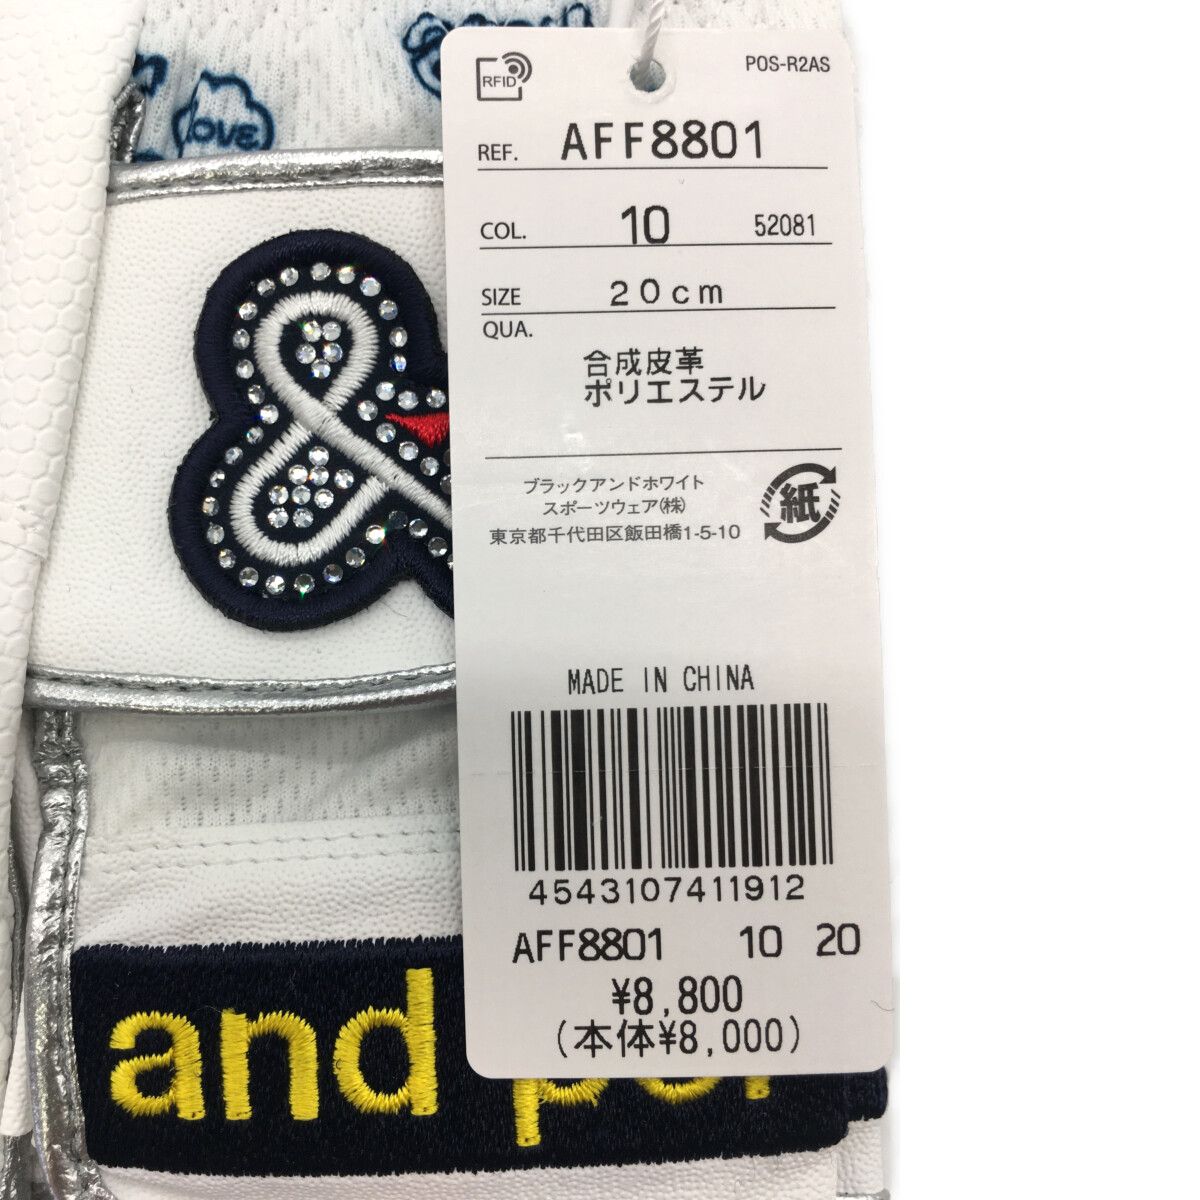 LOVE
RFID
POS-R2AS
REF. AFF8801
COL. 10 52081
SIZE 20cm
QUA.
合成皮革
ポリエステル
ブラックアンドホワイト
スポーツウェア(株)
東京都千代田区飯田橋1-5-10
紙
MADE IN CHINA
4543107411912
AFF8801 10 20
¥8,800
(本体¥8,000)
and